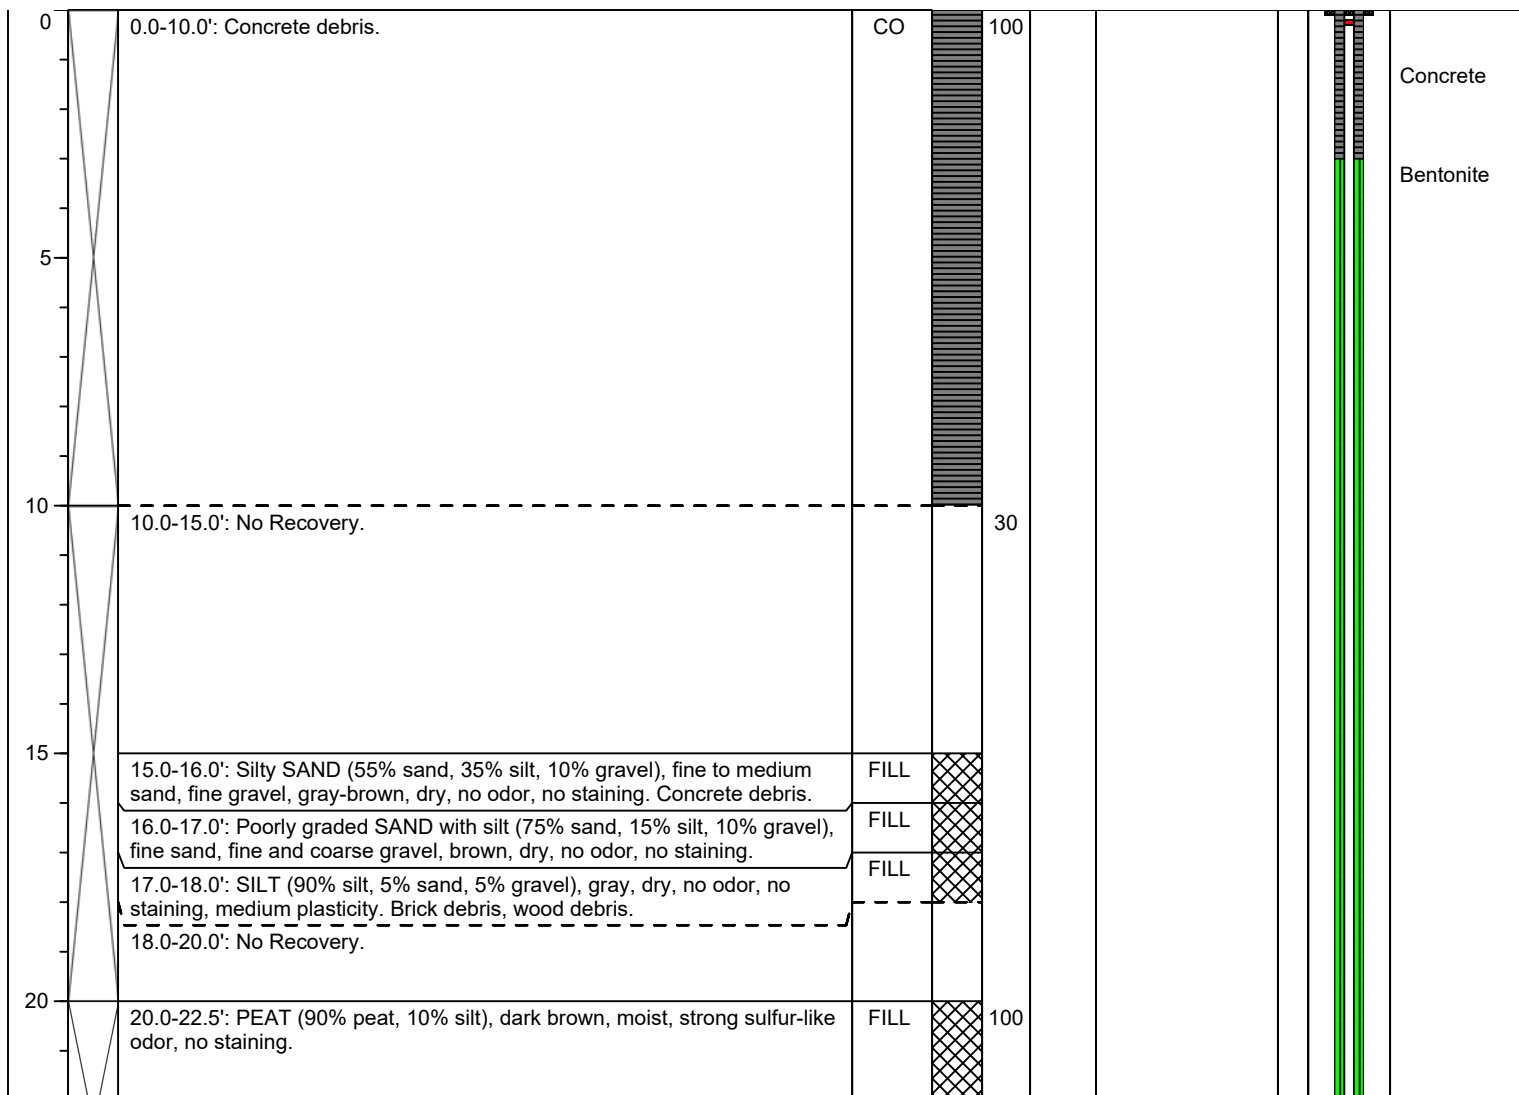 0
0.0-10.0': Concrete debris.
CO
100
Concrete
Bentonite
5
10
10.0-15.0': No Recovery.
30
15
15.0-16.0': Silty SAND (55% sand, 35% silt, 10% gravel), fine to medium
sand, fine gravel, gray-brown, dry, no odor, no staining. Concrete debris.
FILL
16.0-17.0': Poorly graded SAND with silt (75% sand, 15% silt, 10% gravel),
fine sand, fine and coarse gravel, brown, dry, no odor, no staining.
FILL
17.0-18.0': SILT (90% silt, 5% sand, 5% gravel), gray, dry, no odor, no
staining, medium plasticity. Brick debris, wood debris.
FILL
18.0-20.0': No Recovery.
20
20.0-22.5': PEAT (90% peat, 10% silt), dark brown, moist, strong sulfur-like
odor, no staining.
FILL
100